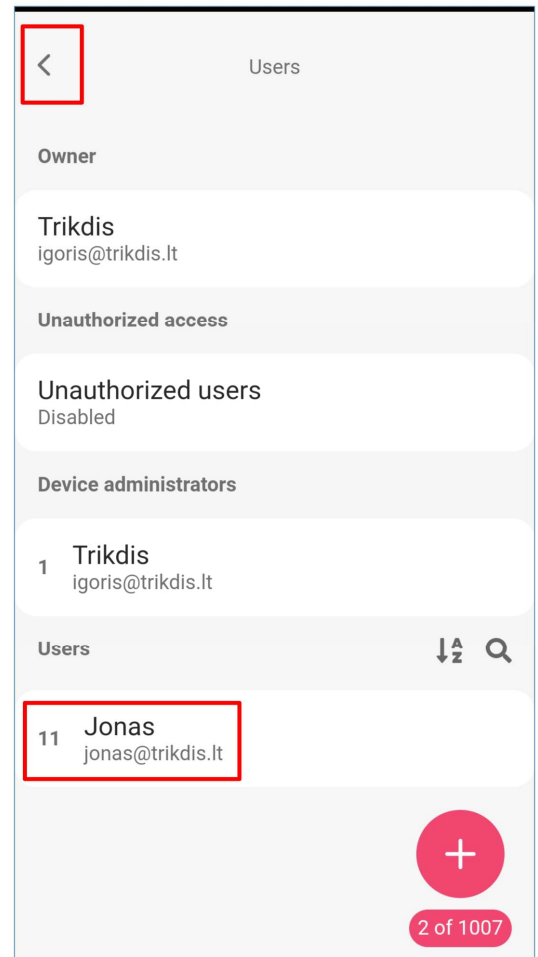 Users
Owner
Trikdis
igoris@trikdis.lt
Unauthorized access
Unauthorized users
Disabled
Device administrators
1 Trikdis
igoris@trikdis.lt
Users
11 Jonas
jonas@trikdis.lt
2 of 1007